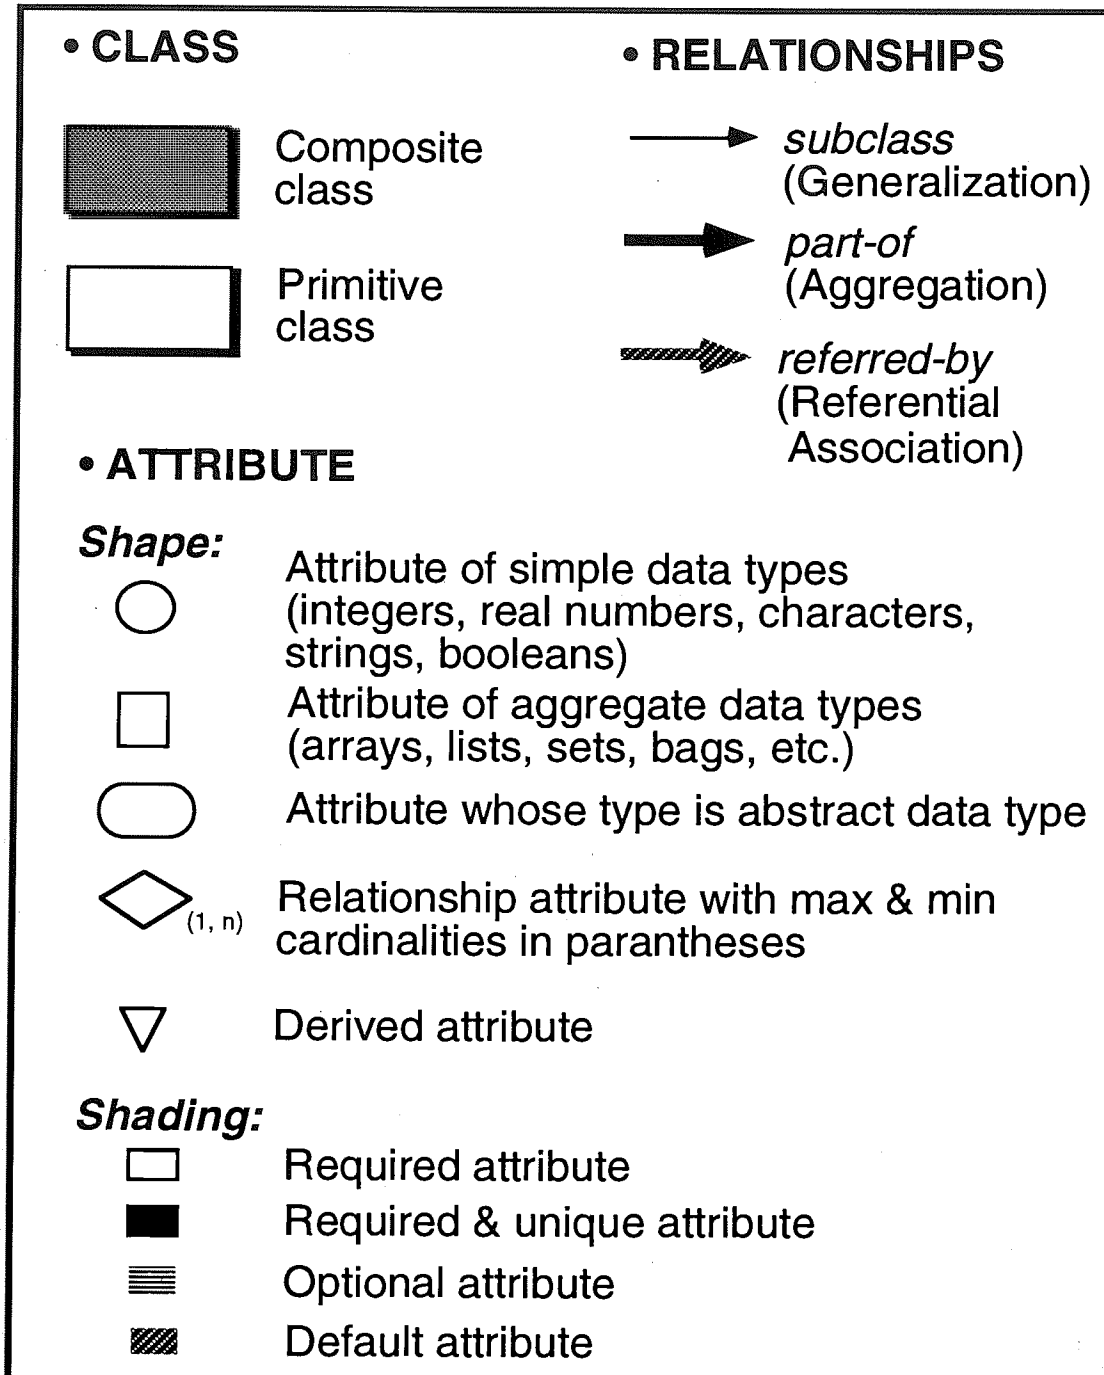 • CLASS
Composite
class
Primitive
class
• RELATIONSHIPS
subclass
(Generalization)
part-of
(Aggregation)
referred-by
(Referential
Association)
• ATTRIBUTE
Shape:
Attribute of simple data types
(integers, real numbers, characters,
strings, booleans)
Attribute of aggregate data types
(arrays, lists, sets, bags, etc.)
Attribute whose type is abstract data type
(1, n)
Relationship attribute with max & min
cardinalities in parantheses
Derived attribute
Shading:
Required attribute
Required & unique attribute
Optional attribute
Default attribute